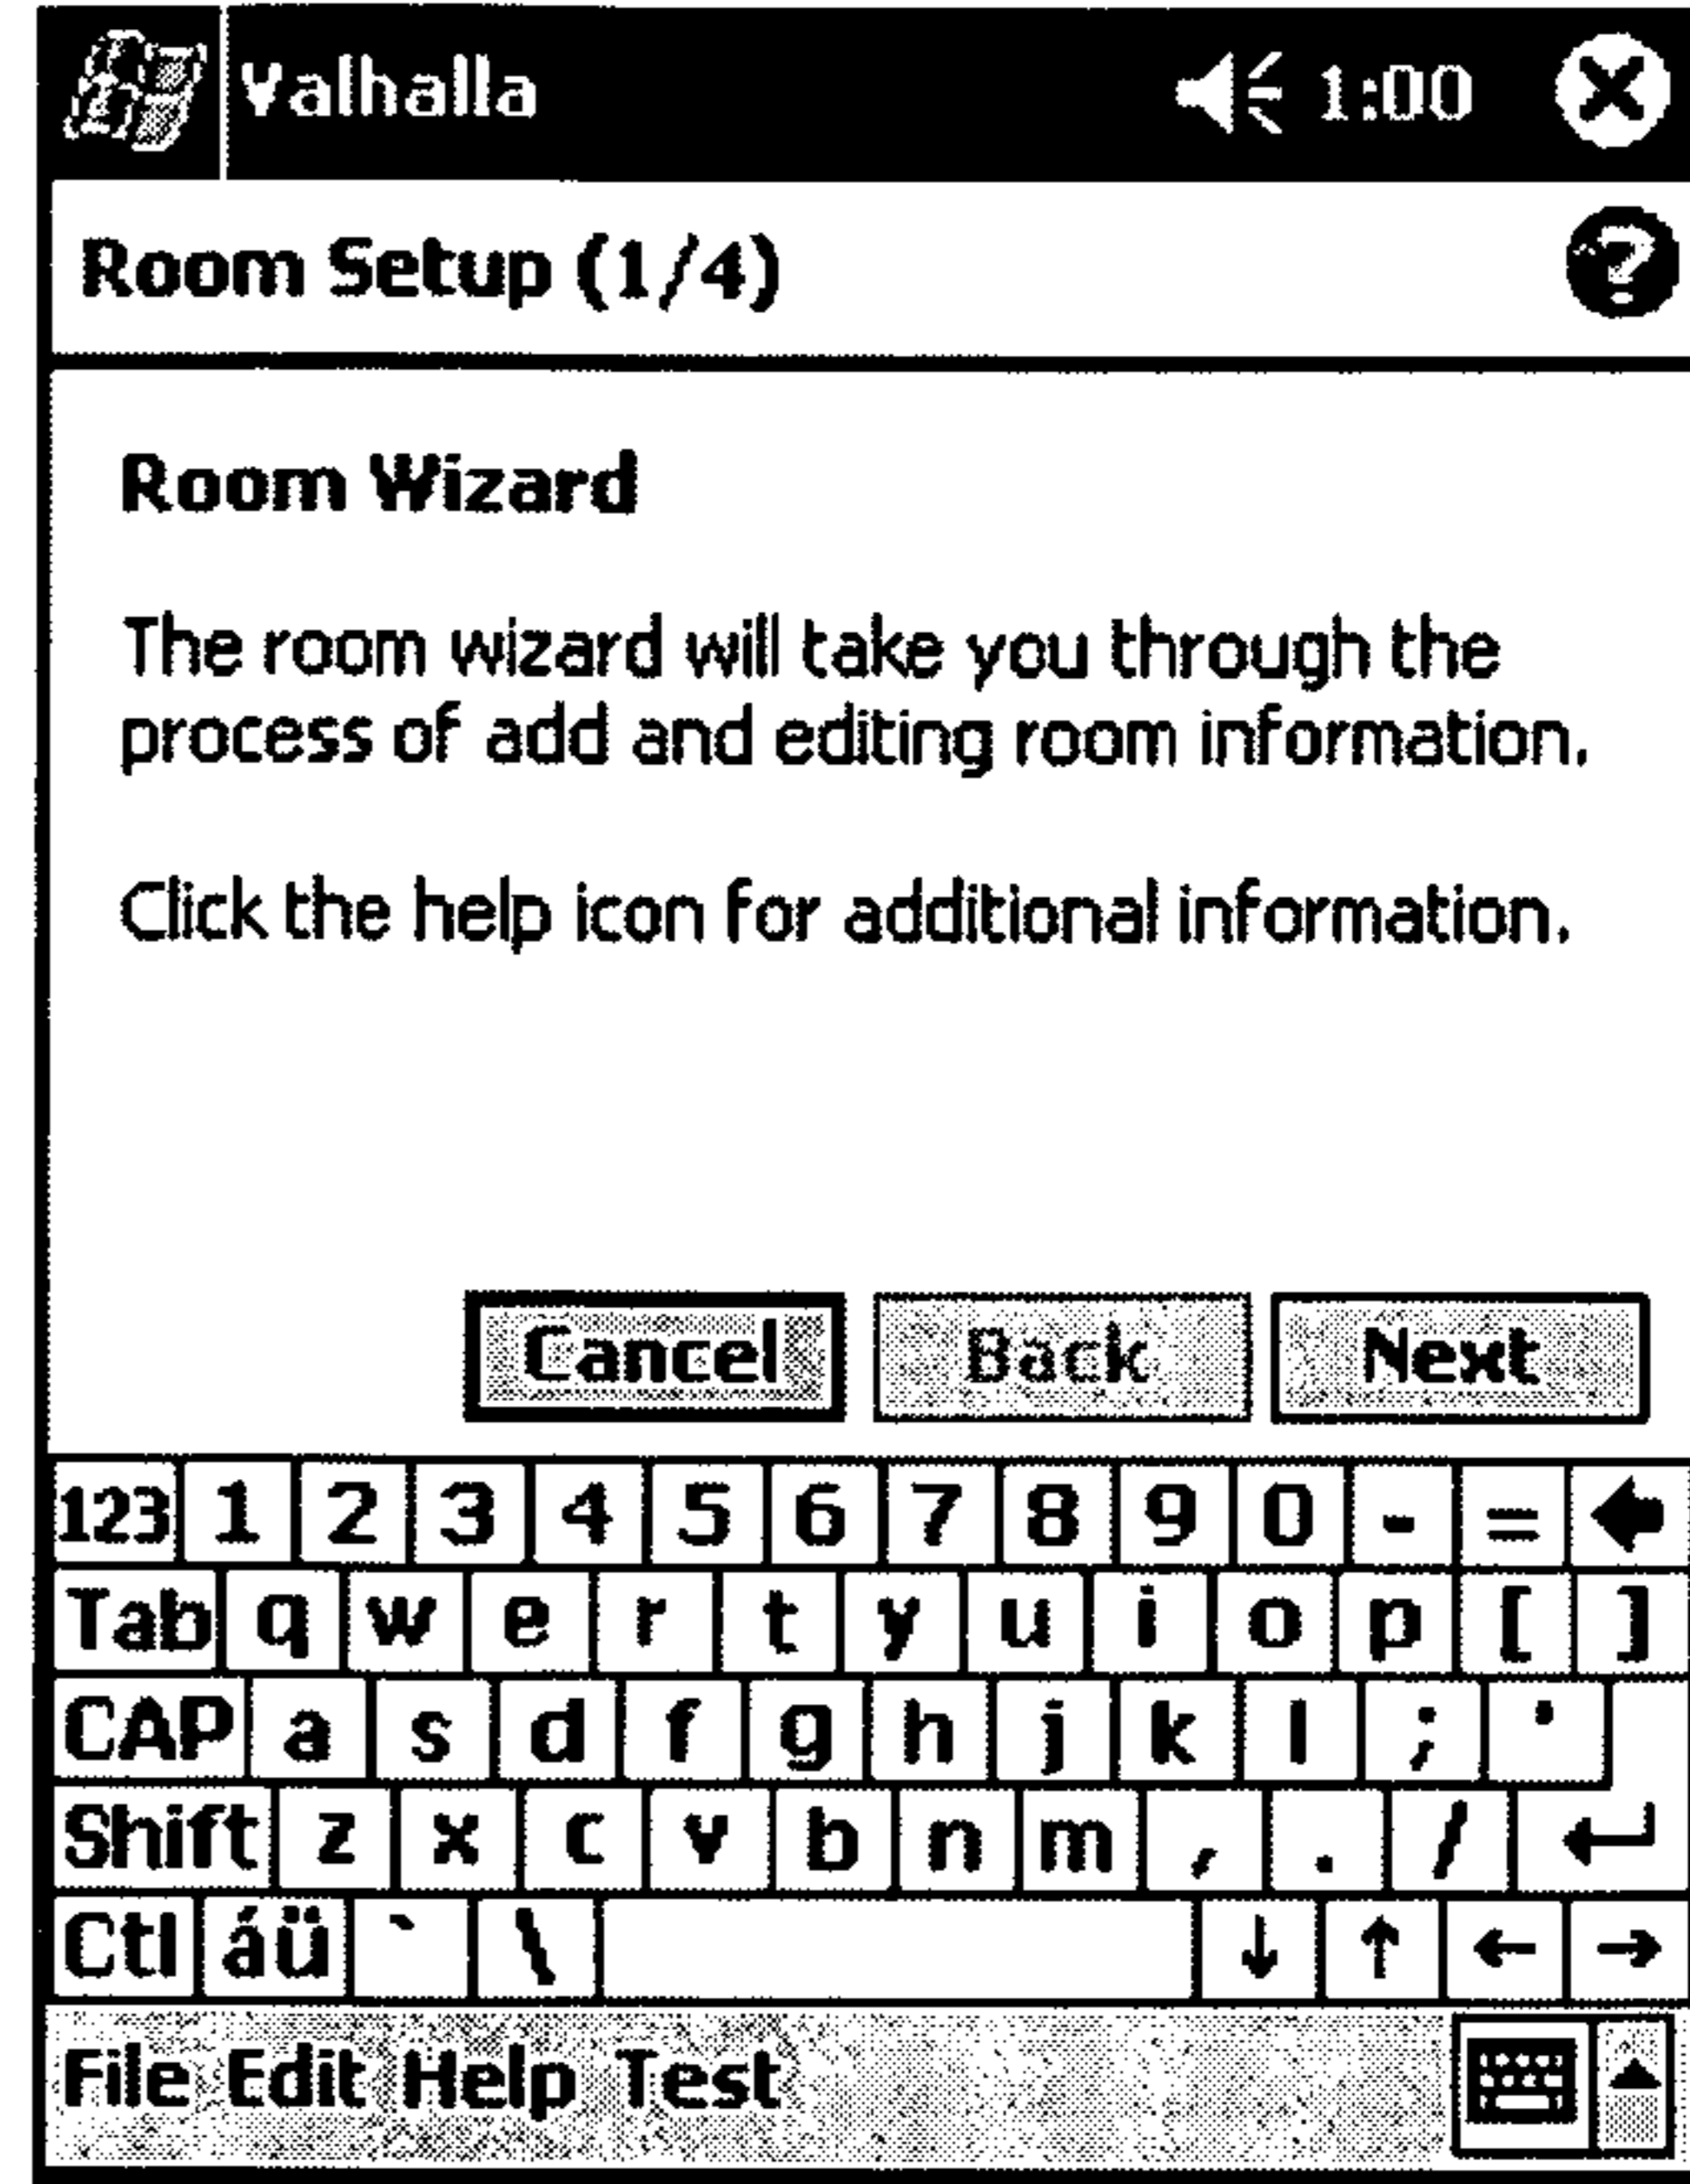 Valhalla 1:00
Room Setup (1/4) ?
Room Wizard
The room wizard will take you through the
process of add and editing room information.
Click the help icon for additional information.
Cancel Back Next
123 1 2 3 4 5 6 7 8 9 0 - =
Tab q w e r t y u i o p [ ]
CAP a s d f g h j k l ; '
Shift z x c v b n m , . /
Ctl áü ` \ ↓ ↑ ← →
File Edit Help Test